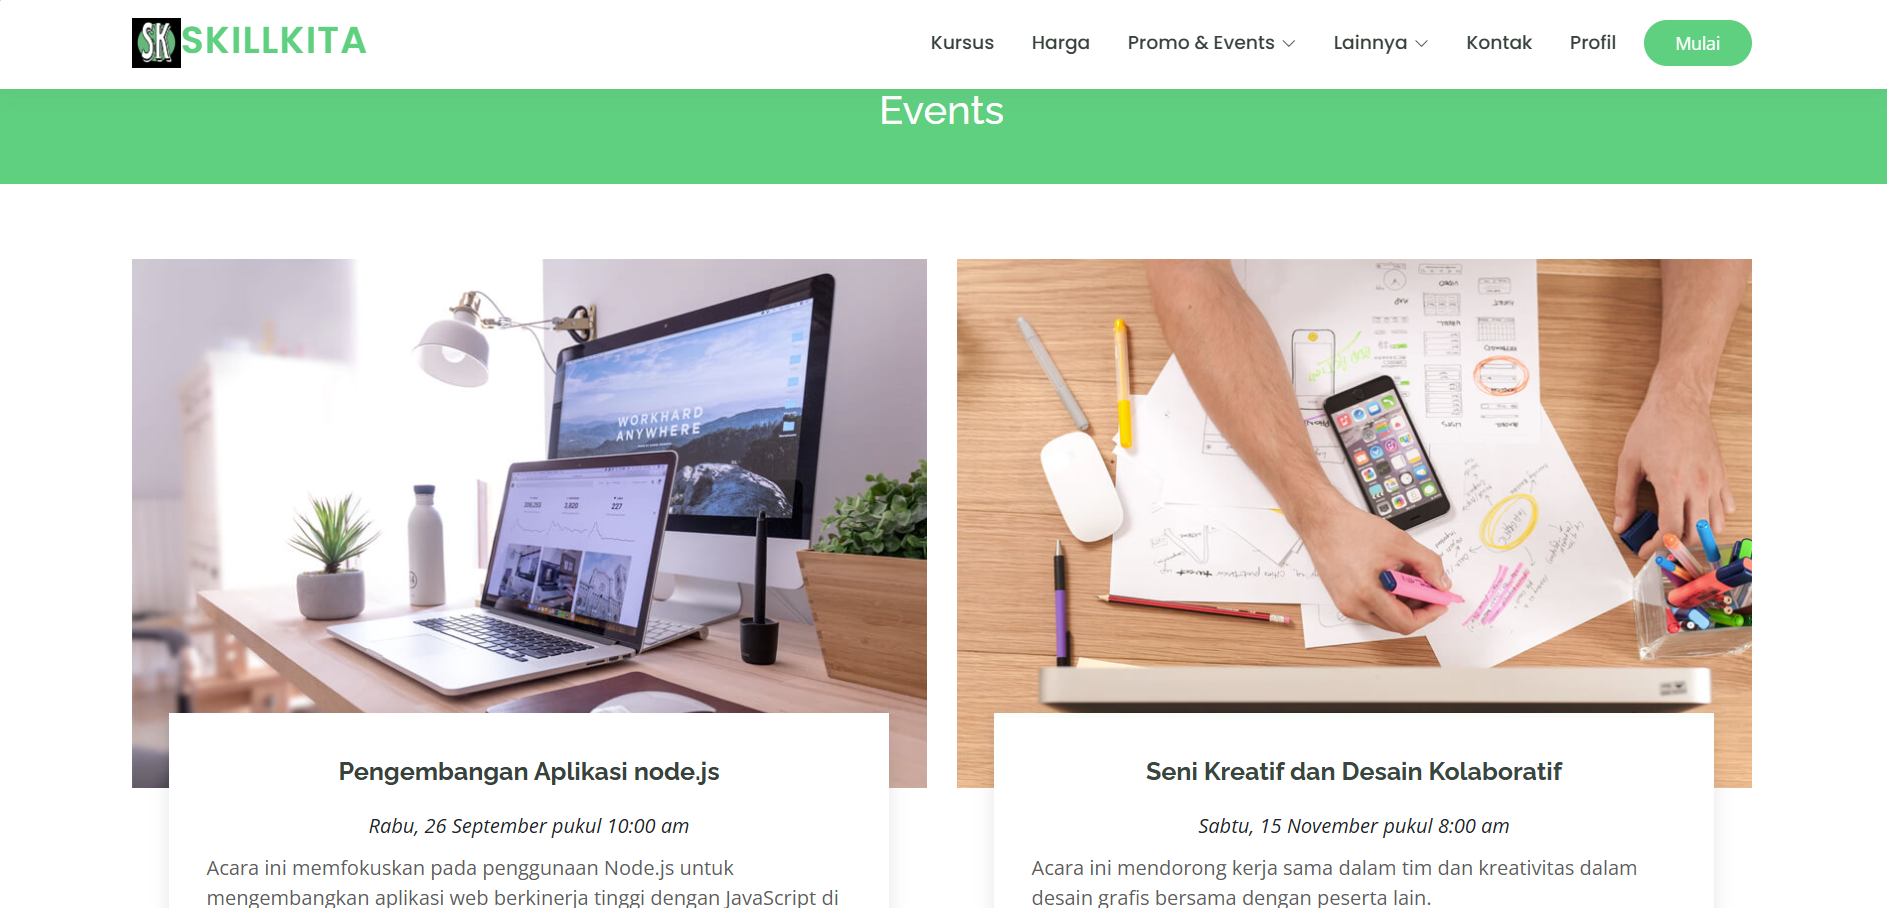 SK SKILLKITA Kursus Harga Promo & Events Lainnya Kontak Profil Mulai
Events
WORKHARD
ANYWHERE
3,820 227
Pengembangan Aplikasi node.js
Rabu, 26 September pukul 10:00 am
Acara ini memfokuskan pada penggunaan Node.js untuk
mengembangkan aplikasi web berkinerja tinggi dengan JavaScript di
Seni Kreatif dan Desain Kolaboratif
Sabtu, 15 November pukul 8:00 am
Acara ini mendorong kerja sama dalam tim dan kreativitas dalam
desain grafis bersama dengan peserta lain.